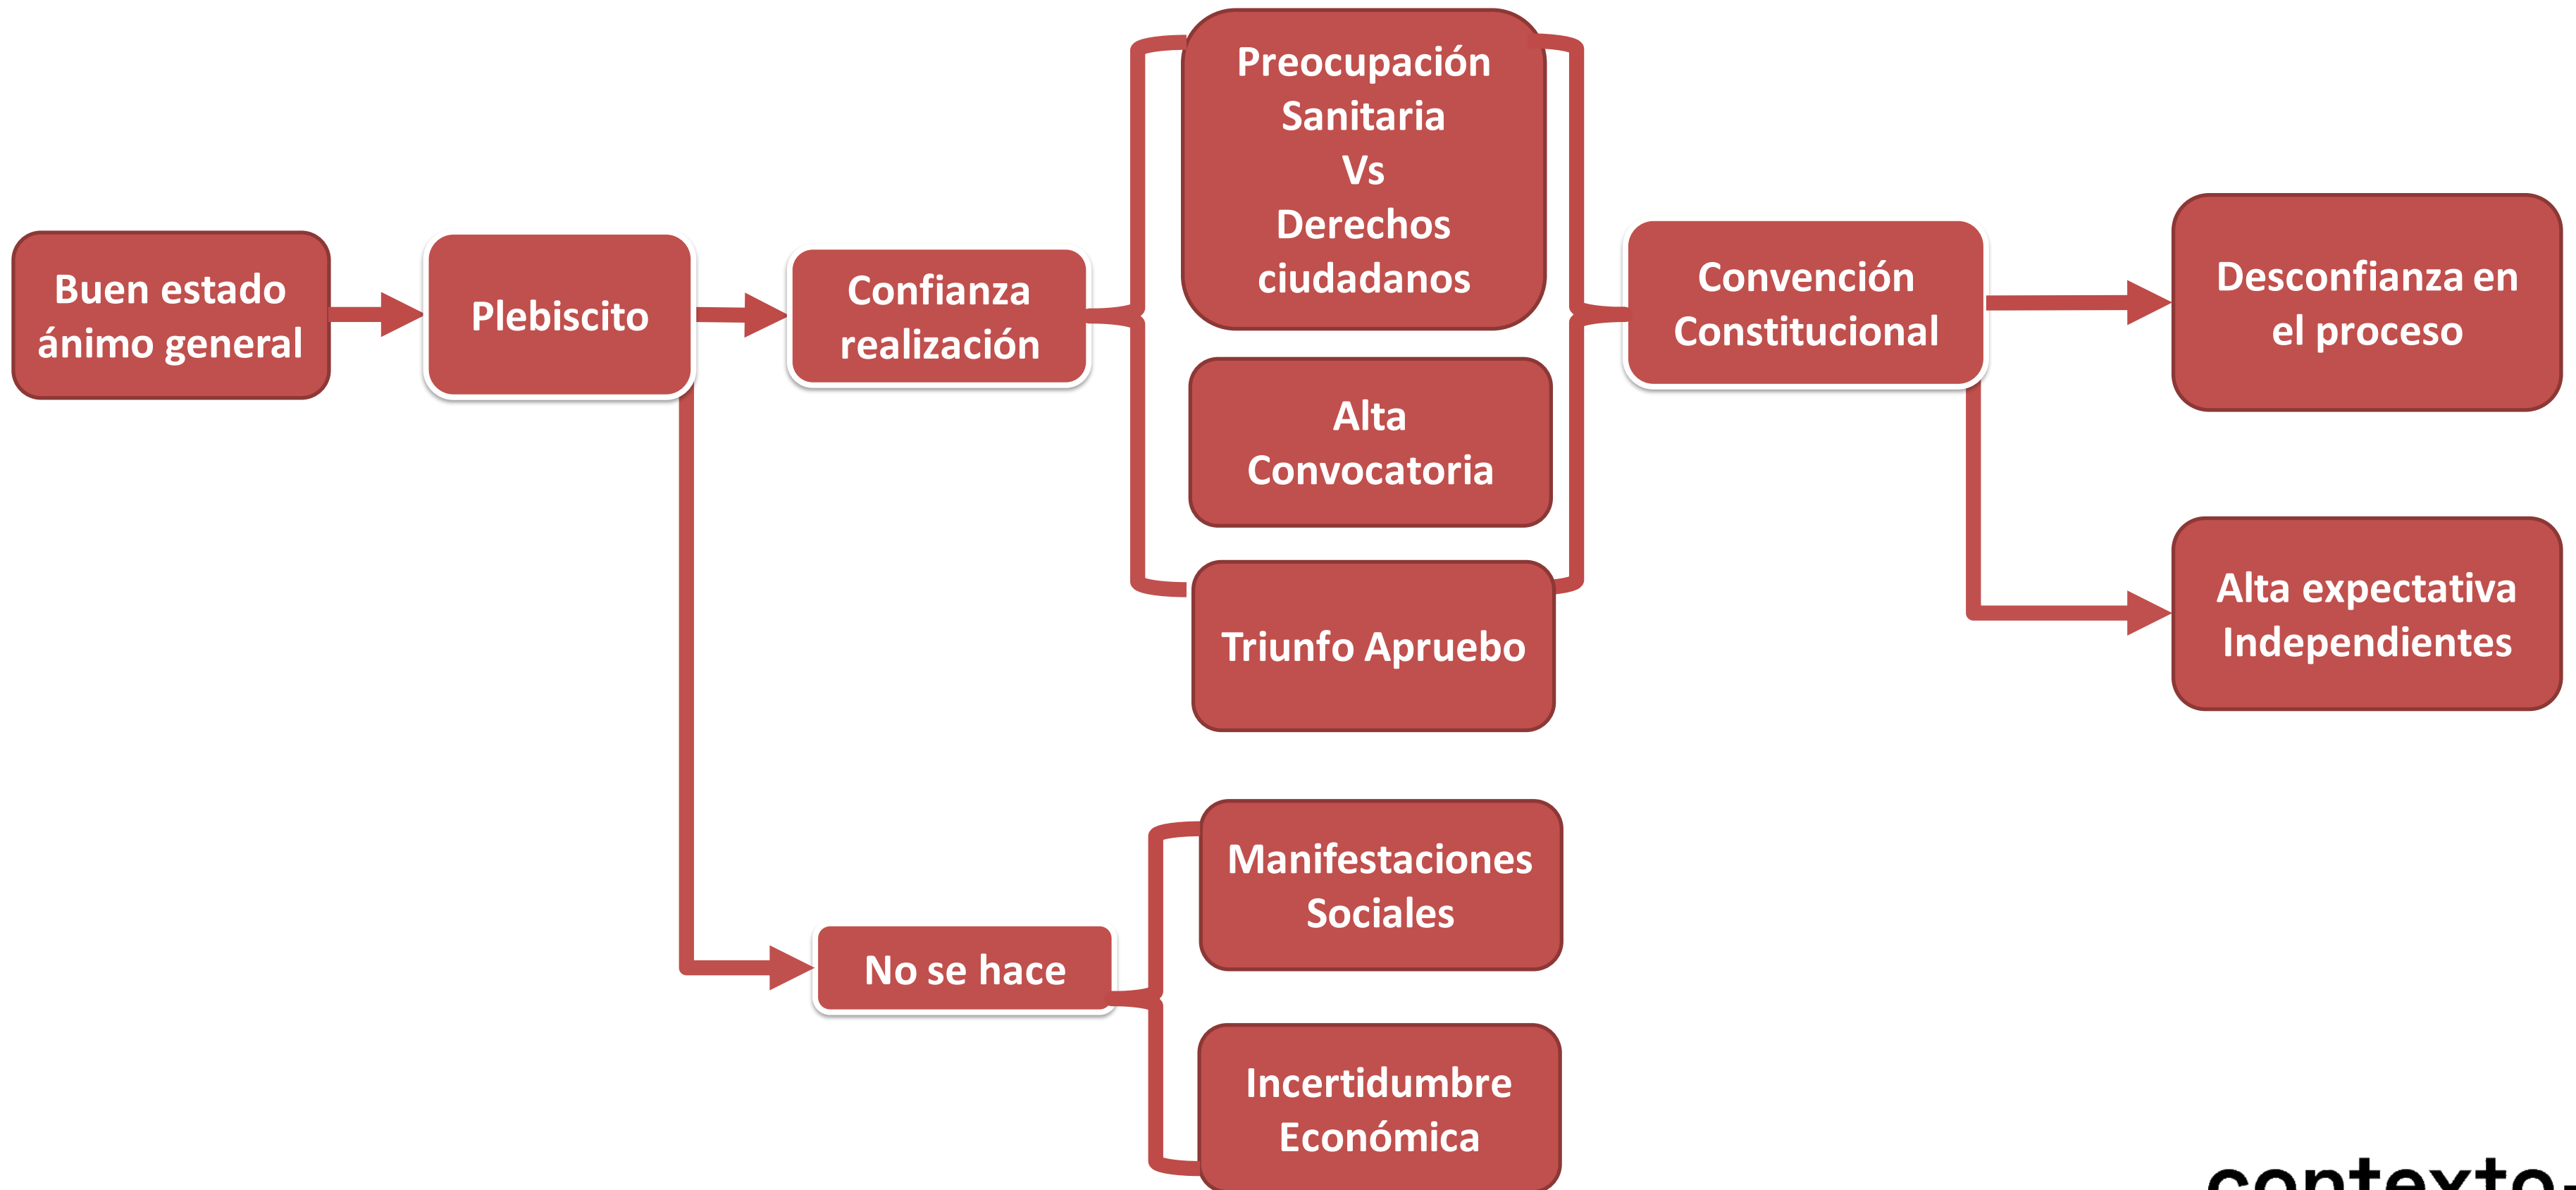 Buen estado
ánimo general
Plebiscito
Confianza
realización
Preocupación
Sanitaria
Vs
Derechos
ciudadanos
Alta
Convocatoria
Triunfo Apruebo
Convención
Constitucional
Desconfianza en
el proceso
Alta expectativa
Independientes
No se hace
Manifestaciones
Sociales
Incertidumbre
Económica
contexto